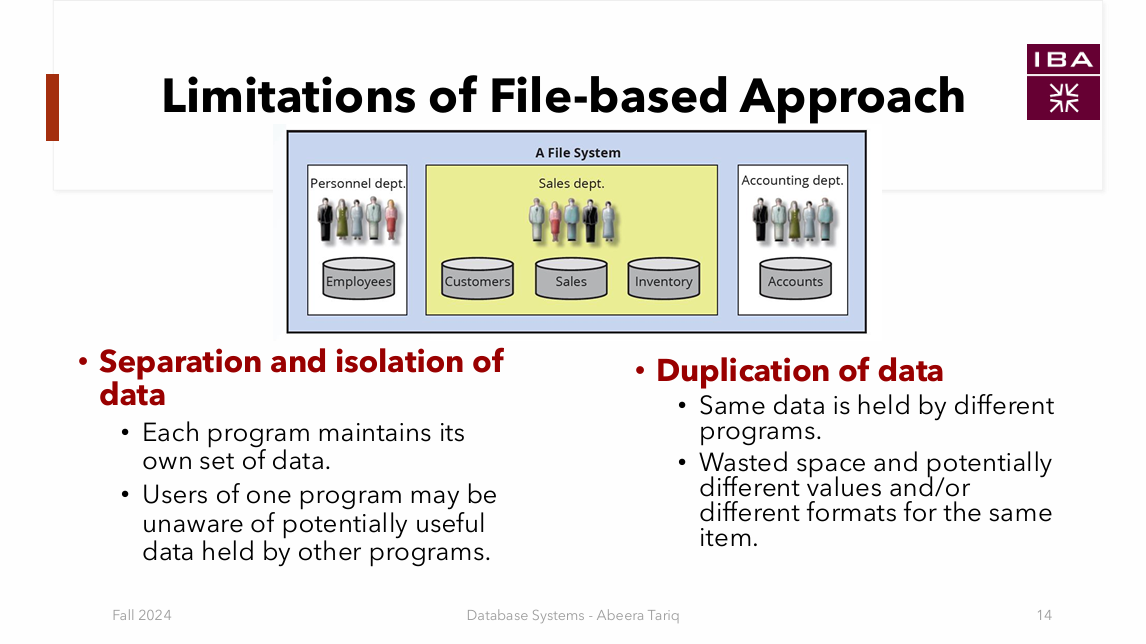 IBA
Limitations of File-based Approach
A File System
Personnel dept.
Sales dept.
Accounting dept.
Employees
Customers
Sales
Inventory
Accounts
• Separation and isolation of
data
• Each program maintains its
own set of data.
• Users of one program may be
unaware of potentially useful
data held by other programs.
• Duplication of data
• Same data is held by different
programs.
• Wasted space and potentially
different values and/or
different formats for the same
item.
Fall 2024
Database Systems - Abeera Tariq
14